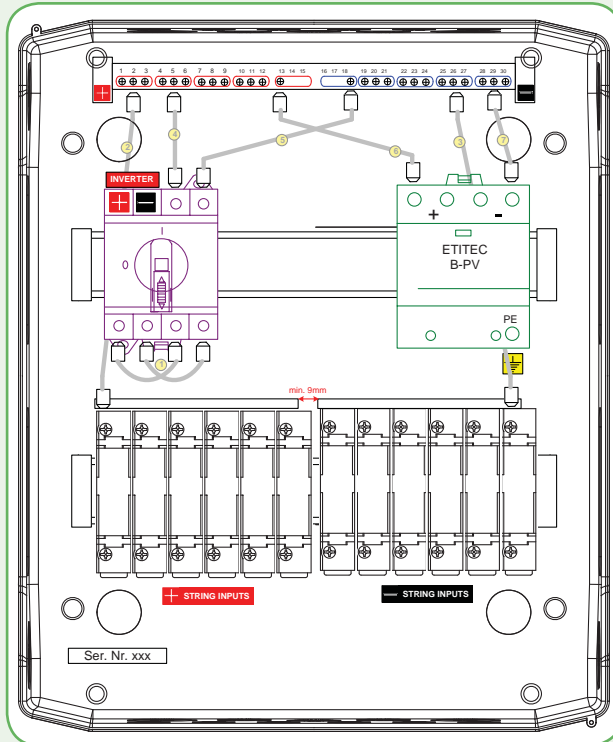 1 2 3 4 5 6 7 8 9 10 11 12 13 14 15 16 17 18 19 20 21 22 23 24 25 26 27 28 29 30
2 4 5 6 3 7
INVERTER
I
0
+ -
ETITEC
B-PV
PE
1
min. 9mm
STRING INPUTS
STRING INPUTS
Ser. Nr. xxx